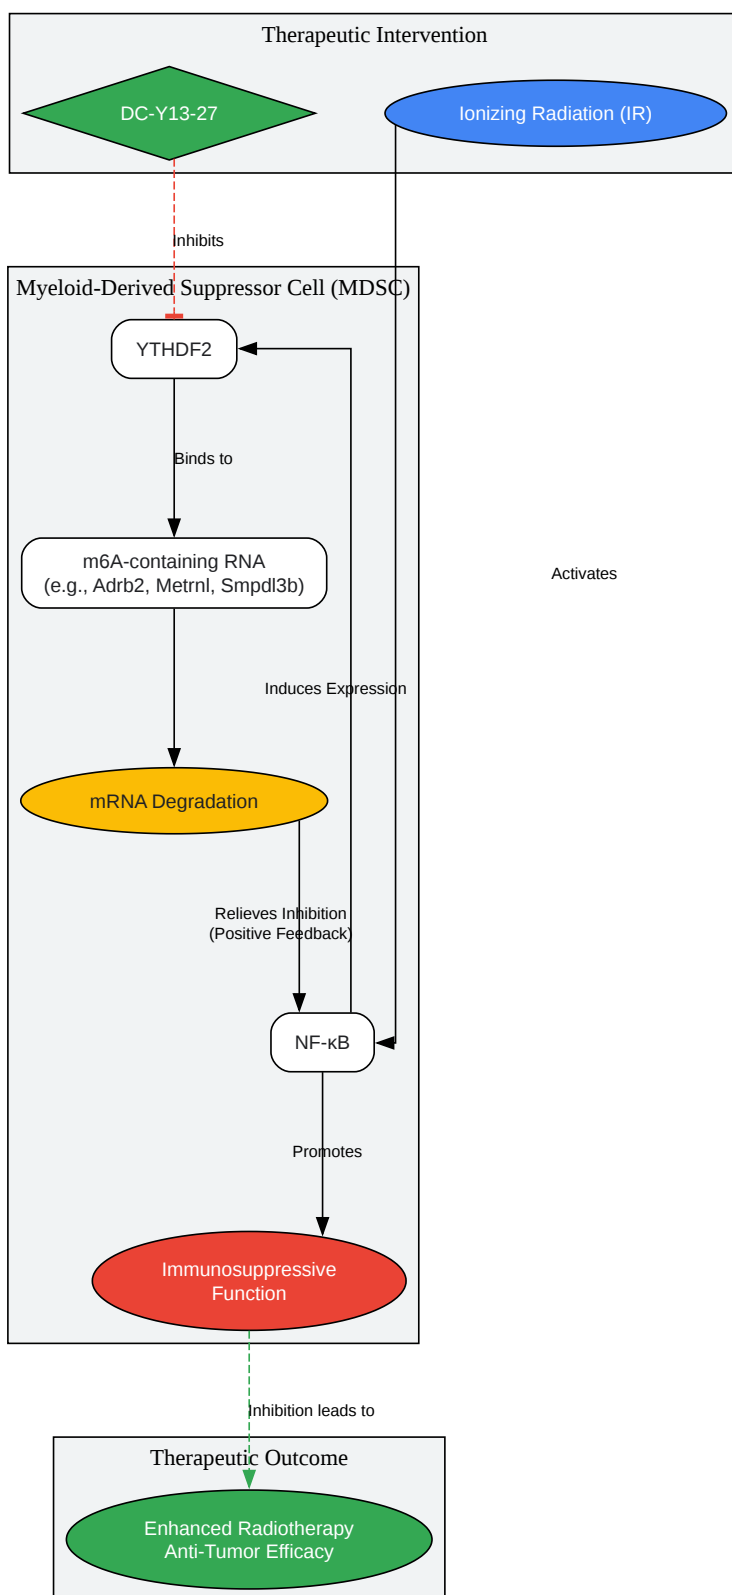 Therapeutic Intervention
DC-Y13-27
Ionizing Radiation (IR)
Inhibits
Myeloid-Derived Suppressor Cell (MDSC)
YTHDF2
Binds to
m6A-containing RNA
(e.g., Adrb2, Metrnl, Smpdl3b)
Activates
Induces Expression
mRNA Degradation
Relieves Inhibition
(Positive Feedback)
NF-κB
Promotes
Immunosuppressive
Function
Inhibition leads to
Therapeutic Outcome
Enhanced Radiotherapy
Anti-Tumor Efficacy